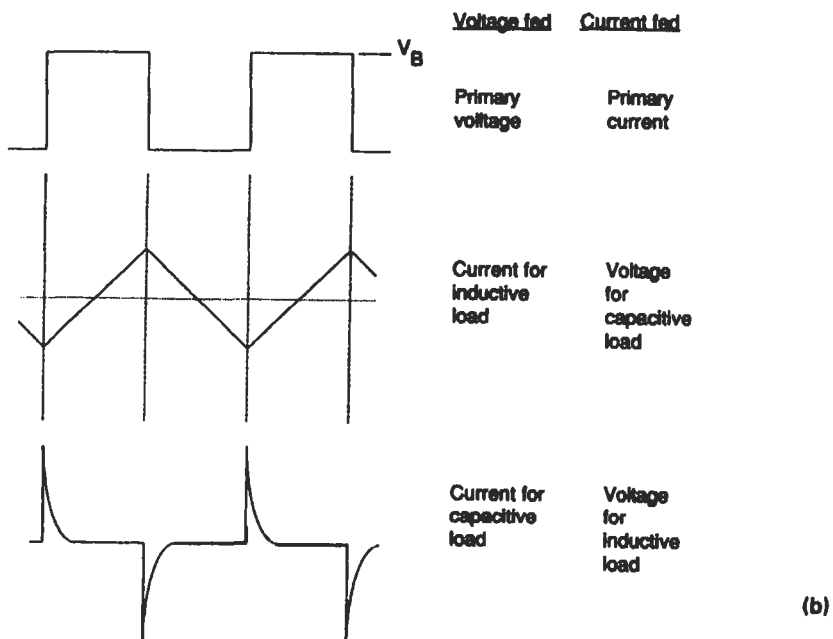 Voltage fed Current fed
V_B
Primary voltage
Primary current
Current for inductive load
Voltage for capacitive load
Current for capacitive load
Voltage for inductive load
(b)